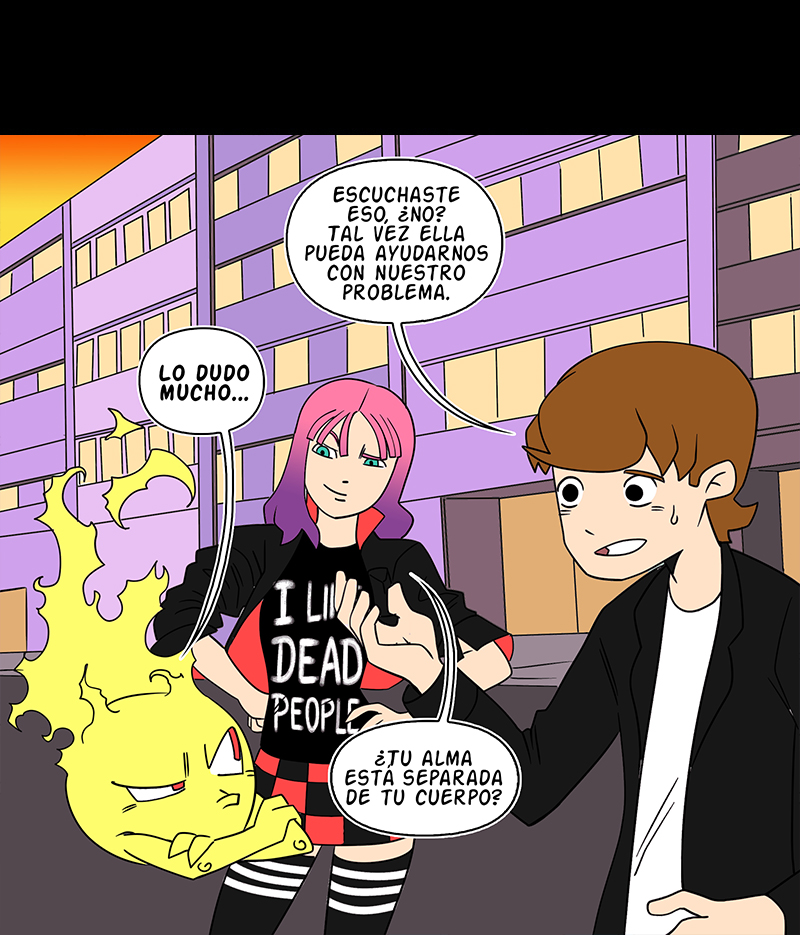 ESCUCHASTE
ESO, ¿NO?
TAL VEZ ELLA
PUEDA AYUDARNOS
CON NUESTRO
PROBLEMA.
LO DUDO
MUCHO...
I LI
DEAD
PEOPLE
¿TU ALMA
ESTÁ SEPARADA
DE TU CUERPO?